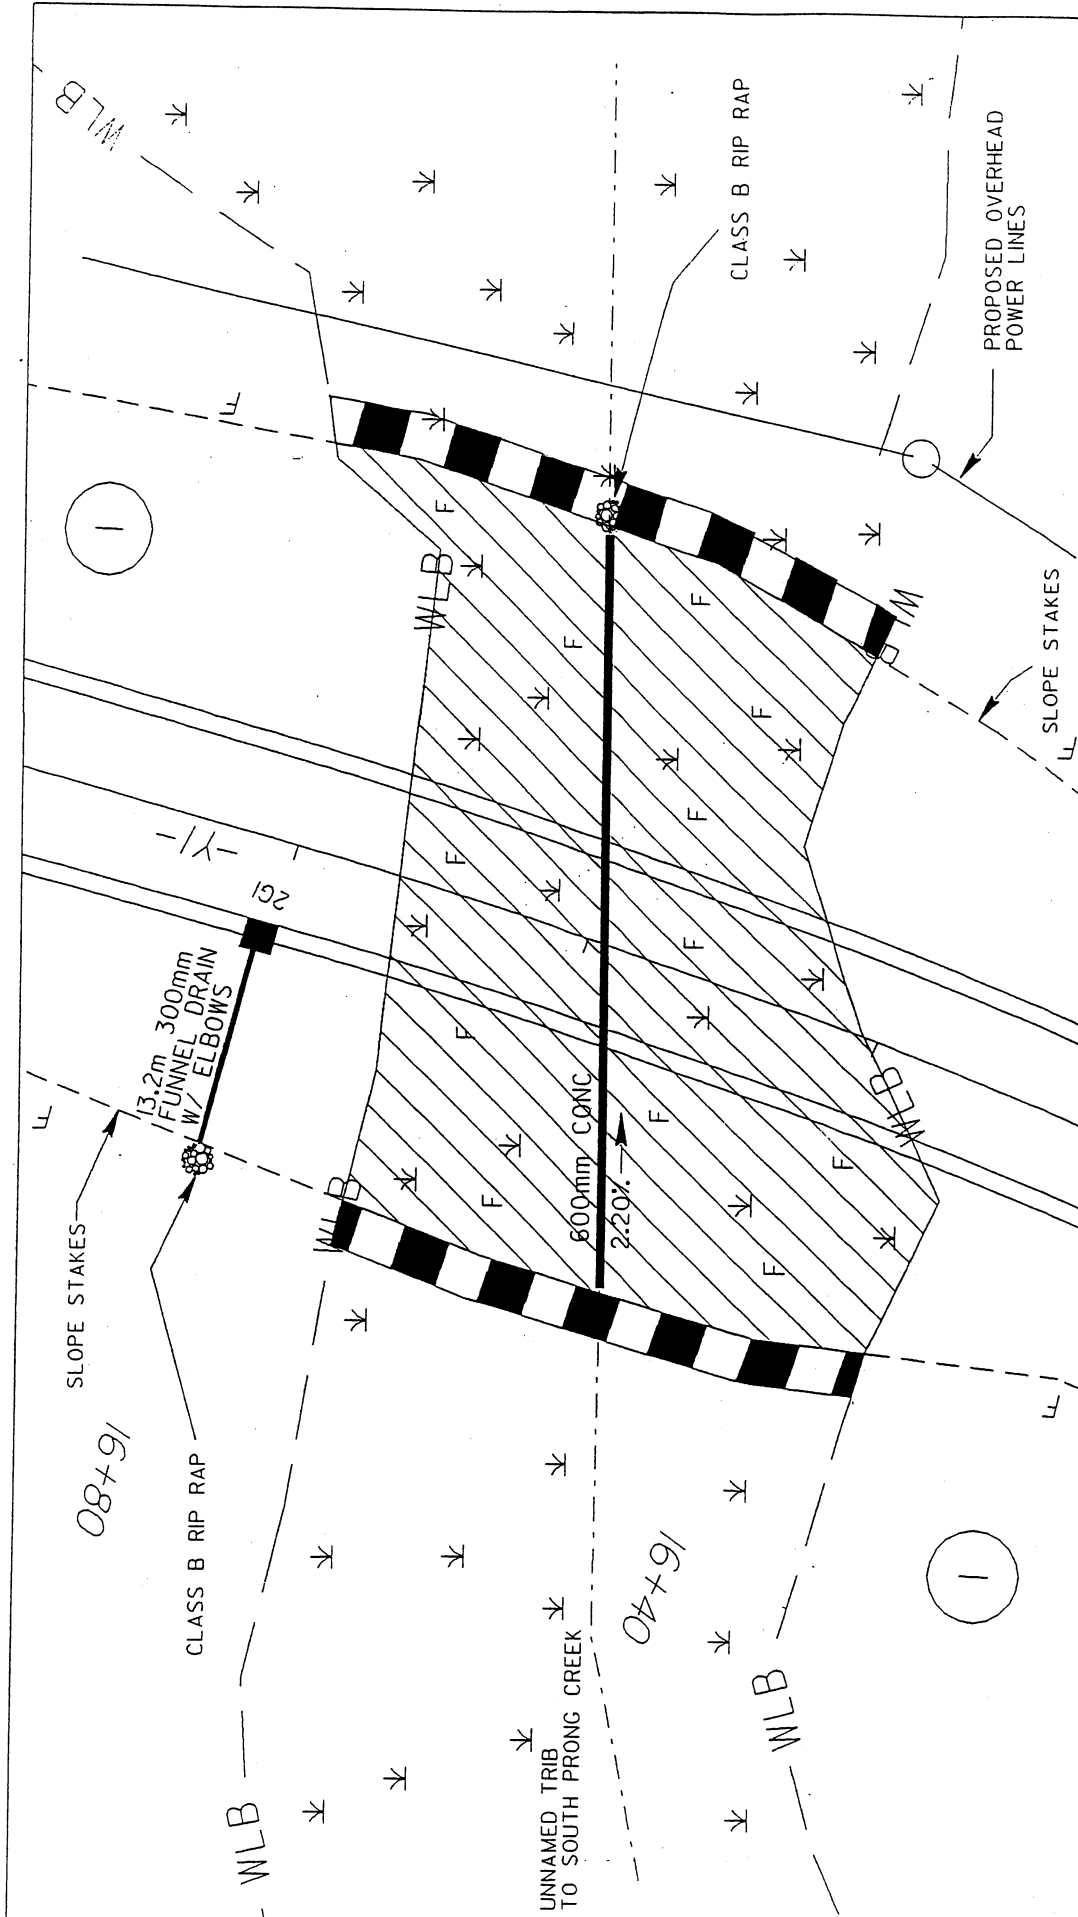 WLB
CLASS B RIP RAP
PROPOSED OVERHEAD
POWER LINES
F
I
F
WLB
F
F
SLOPE STAKES
F
WLB
F
F
-Y1-
2GI
F
F
13.2m 300mm
FUNNEL DRAIN
W/ ELBOWS
F
F
600mm CONC
2.20%
F
F
WLB
F
F
WLB
SLOPE STAKES
F
CLASS B RIP RAP
16+80
16+40
I
UNNAMED TRIB
TO SOUTH PRONG CREEK
WLB
WLB